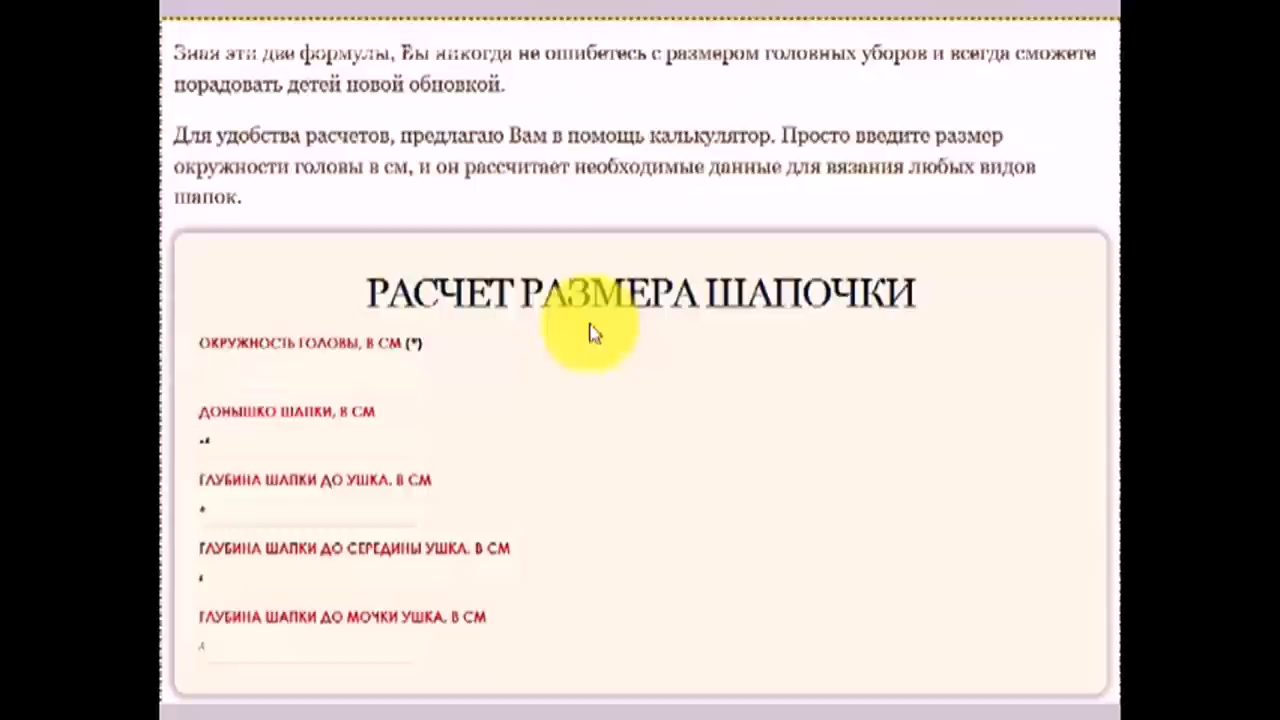 Зная эти две формулы, Вы никогда не ошибетесь с размером головных уборов и всегда сможете
порадовать детей новой обновкой.
Для удобства расчетов, предлагаю Вам в помощь калькулятор. Просто введите размер
окружности головы в см, и он рассчитает необходимые данные для вязания любых видов
шапок.
РАСЧЕТ РАЗМЕРА ШАПОЧКИ
ОКРУЖНОСТЬ ГОЛОВЫ, В СМ (*)
ДОНЫШКО ШАПКИ, В СМ
ГЛУБИНА ШАПКИ ДО УШКА, В СМ
ГЛУБИНА ШАПКИ ДО СЕРЕДИНЫ УШКА, В СМ
ГЛУБИНА ШАПКИ ДО МОЧКИ УШКА, В СМ